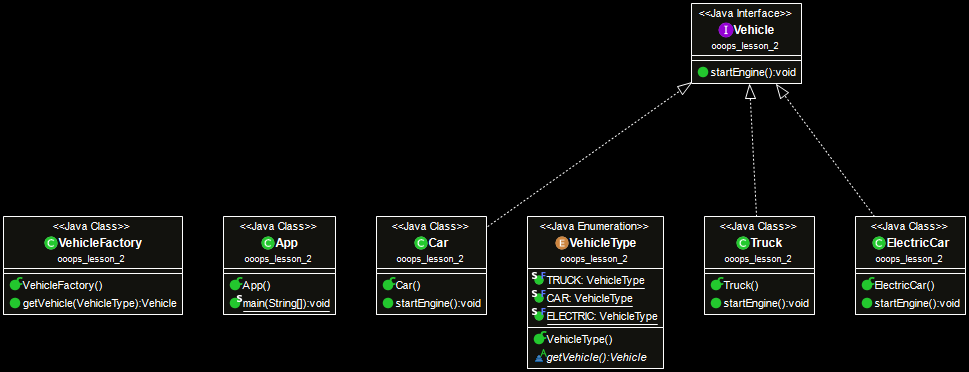 <<Java Interface>>
I Vehicle
ooops_lesson_2
startEngine():void
<<Java Class>>
C VehicleFactory
ooops_lesson_2
C VehicleFactory()
getVehicle(VehicleType):Vehicle
<<Java Class>>
C App
ooops_lesson_2
C App()
S main(String[]):void
<<Java Class>>
C Car
ooops_lesson_2
C Car()
startEngine():void
<<Java Enumeration>>
E VehicleType
ooops_lesson_2
S F TRUCK: VehicleType
S F CAR: VehicleType
S F ELECTRIC: VehicleType
C VehicleType()
A getVehicle():Vehicle
<<Java Class>>
C Truck
ooops_lesson_2
C Truck()
startEngine():void
<<Java Class>>
C ElectricCar
ooops_lesson_2
C ElectricCar()
startEngine():void